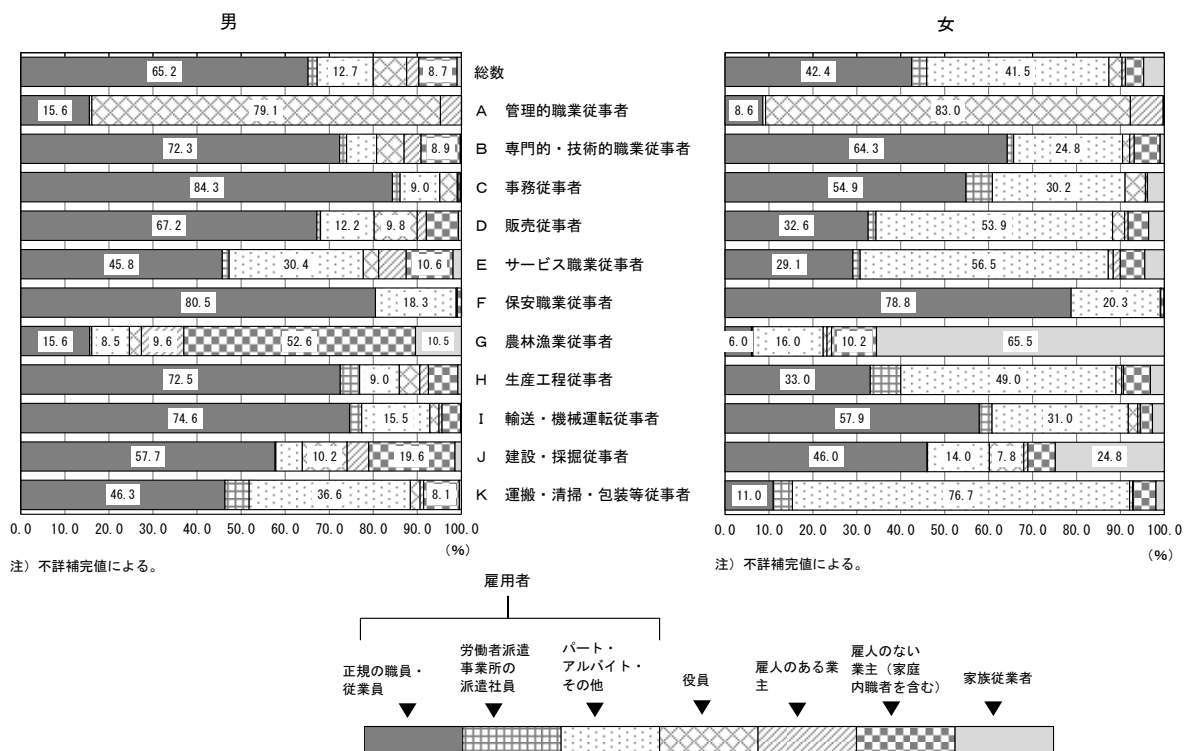 男
女
65.2 12.7 8.7 総数 42.4 41.5
15.6 79.1 A 管理的職業従事者 8.6 83.0
72.3 8.9 B 専門的・技術的職業従事者 64.3 24.8
84.3 9.0 C 事務従事者 54.9 30.2
67.2 12.2 9.8 D 販売従事者 32.6 53.9
45.8 30.4 10.6 E サービス職業従事者 29.1 56.5
80.5 18.3 F 保安職業従事者 78.8 20.3
15.6 8.5 9.6 52.6 10.5 G 農林漁業従事者 6.0 16.0 10.2 65.5
72.5 9.0 H 生産工程従事者 33.0 49.0
74.6 15.5 I 輸送・機械運転従事者 57.9 31.0
57.7 10.2 19.6 J 建設・採掘従事者 46.0 14.0 7.8 24.8
46.3 36.6 8.1 K 運搬・清掃・包装等従事者 11.0 76.7
0.0 10.0 20.0 30.0 40.0 50.0 60.0 70.0 80.0 90.0 100.0
(%)
0.0 10.0 20.0 30.0 40.0 50.0 60.0 70.0 80.0 90.0 100.0
(%)
注）不詳補完値による。
注）不詳補完値による。
雇用者
正規の職員・
従業員
労働者派遣
事業所の
派遣社員
パート・
アルバイト・
その他
役員
雇人のある業
主
雇人のない
業主（家庭
内職者を含む）
家族従業者